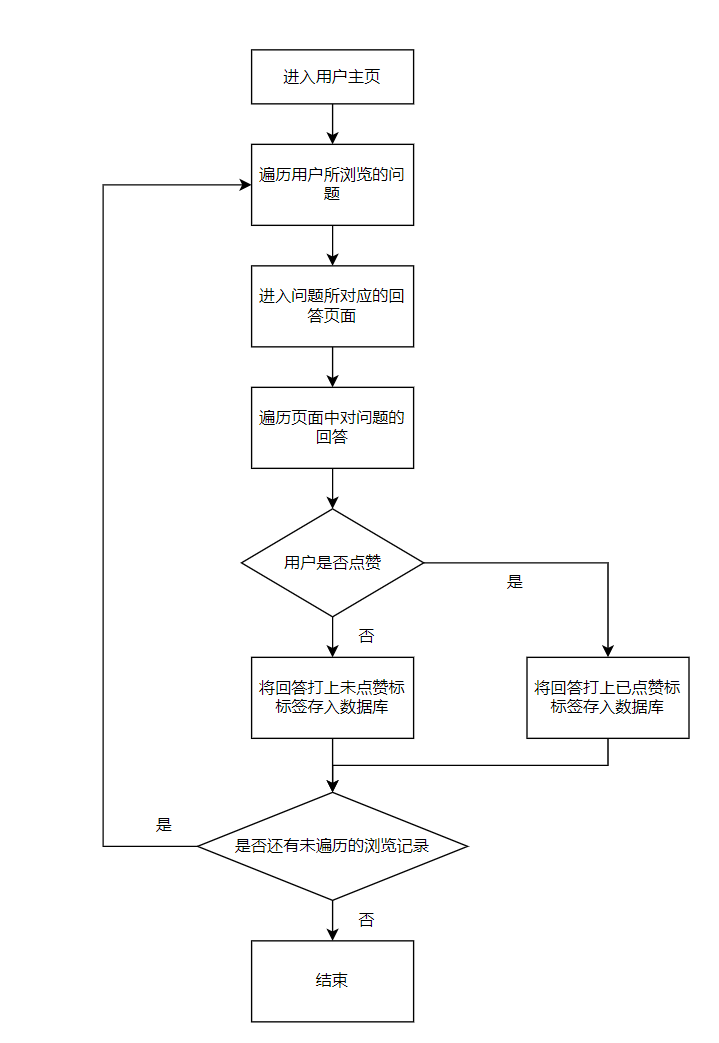 进入用户主页
遍历用户所浏览的问
题
进入问题所对应的回
答页面
遍历页面中对问题的
回答
用户是否点赞
是
否
将回答打上未点赞标
标签存入数据库
将回答打上已点赞标
标签存入数据库
是
是否还有未遍历的浏览记录
否
结束